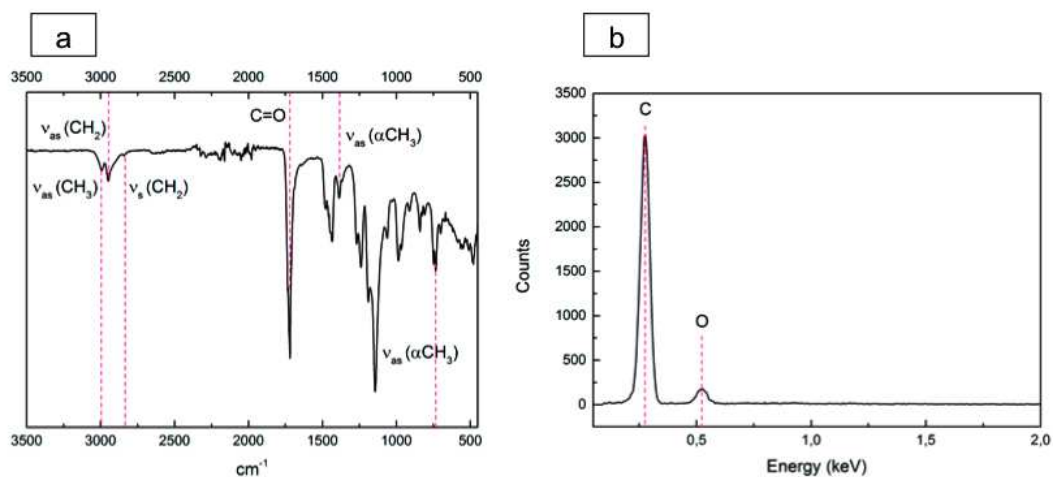 a
b
3500 3000 2500 2000 1500 1000 500
C=O
νas(CH2)
νas(αCH3)
νas(CH3)
νs(CH2)
νas(αCH3)
3500 3000 2500 2000 1500 1000 500
cm-1
3500
3000
2500
2000
1500
1000
500
0
Counts
C
O
0,5 1,0 1,5 2,0
Energy (keV)